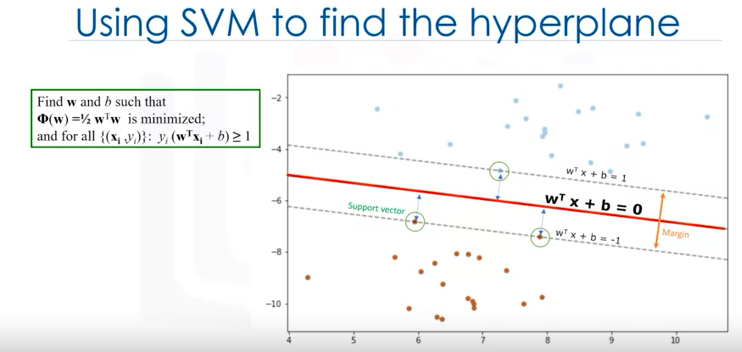 Using SVM to find the hyperplane
Find w and b such that
Φ(w) =½ wᵀw is minimized;
and for all {(xᵢ ,yᵢ)}: yᵢ (wᵀxᵢ + b) ≥ 1
−2
−4
−6
−8
−10
4
5
6
7
8
9
10
wᵀ x + b = 1
wᵀ x + b = 0
Support vector
wᵀ x + b = -1
Margin